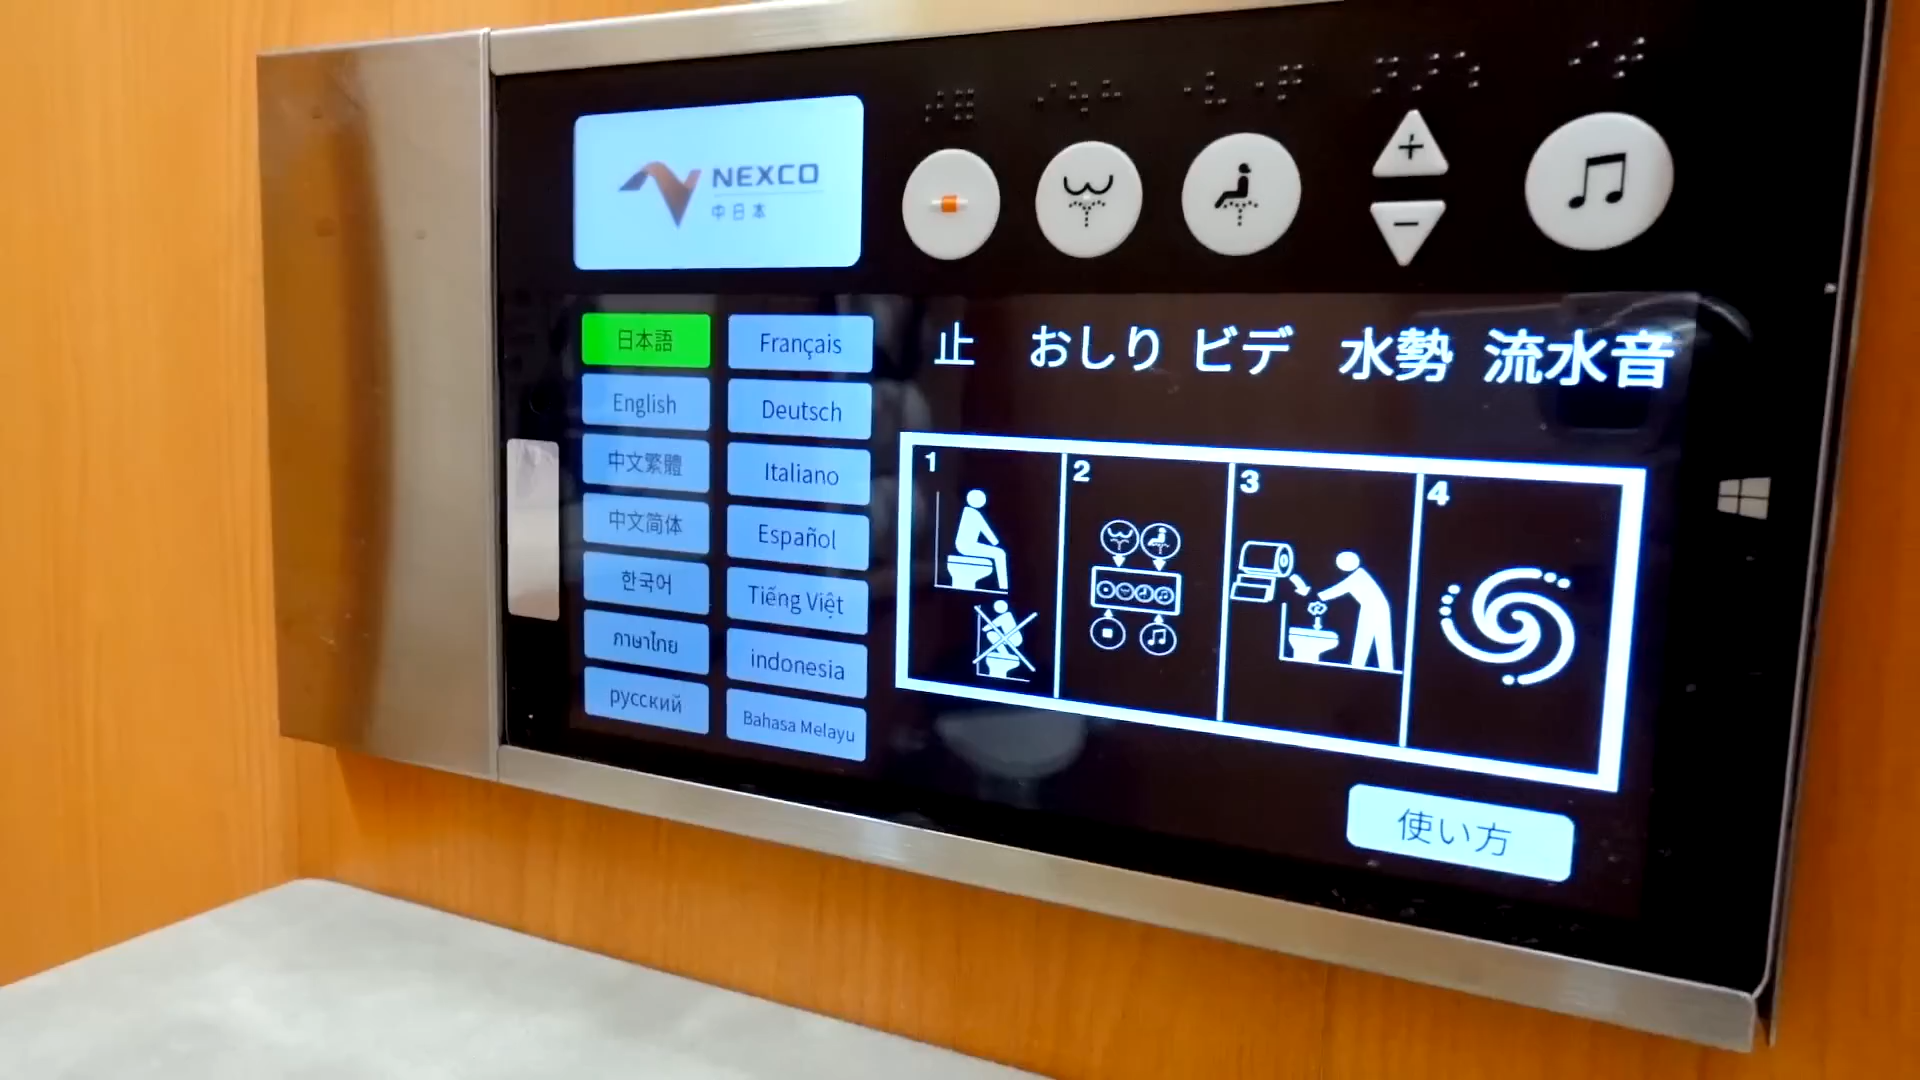 NEXCO
中日本
+
−
止 おしり ビデ 水勢 流水音
日本語
English
中文繁體
中文简体
한국어
ภาษาไทย
русский
Français
Deutsch
Italiano
Español
Tiếng Việt
indonesia
Bahasa Melayu
1 2 3 4
使い方